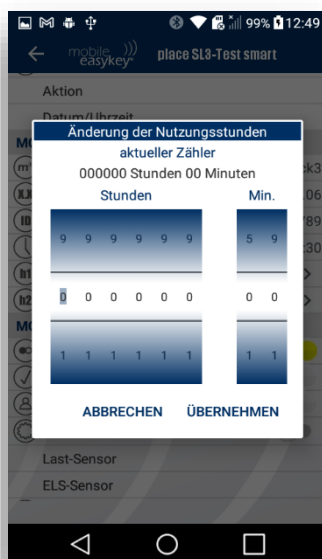 99% 12:49
mobile )))
easykey®
place SL3-Test smart
Aktion
Datum/Uhrzeit
Änderung der Nutzungsstunden
aktueller Zähler
000000 Stunden 00 Minuten
Stunden Min.
9 9 9 9 9 9 5 9
0 0 0 0 0 0 0 0
1 1 1 1 1 1 1 1
ABBRECHEN ÜBERNEHMEN
Last-Sensor
ELS-Sensor